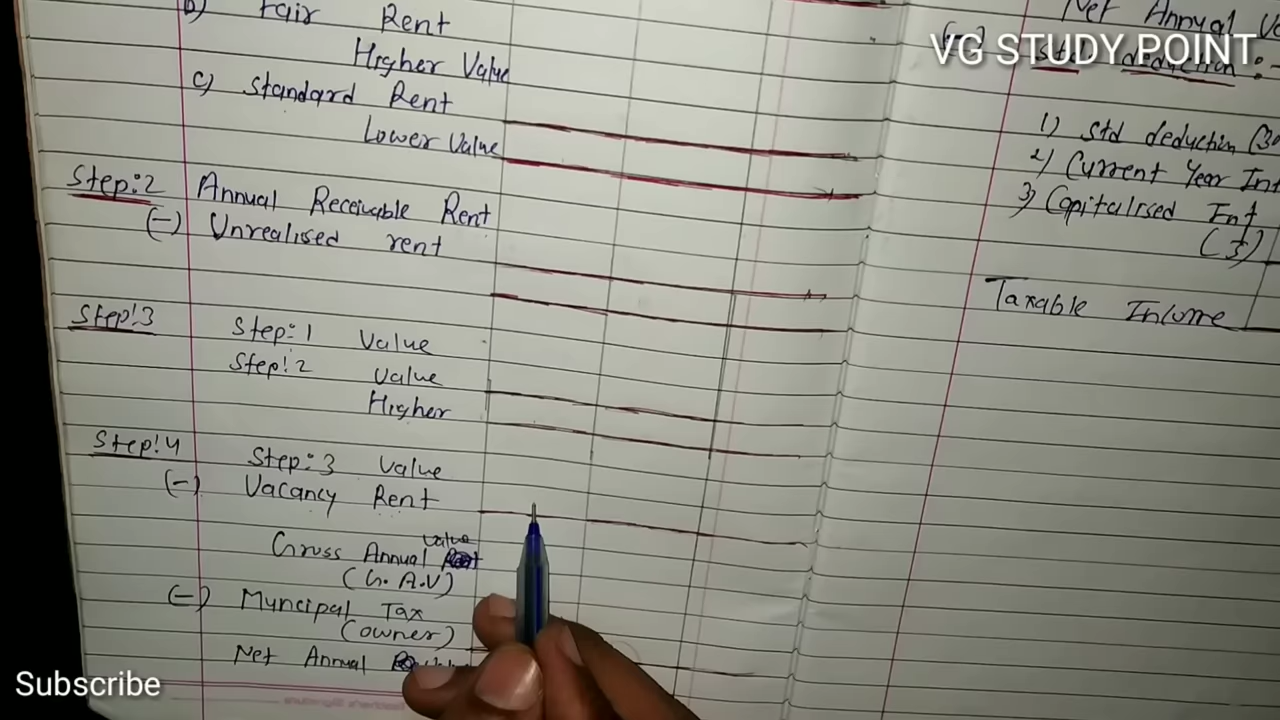 b) Fair Rent
Higher Value
c) Standard Rent
Lower Value
Step:2 Annual Receivable Rent
(-) Unrealised rent
Step:3 Step:1 Value
Step:2 Value
Higher
Step:4 Step:3 Value
(-) Vacancy Rent
Value
Gross Annual
(G.A.V)
(-) Muncipal Tax
(owner)
Net Annual
Net Annual
VG STUDY POINT
Std deduction :-
1) Std deduction (30
2) Current Year Int
3) Capitalised Int
Taxable Income
Subscribe